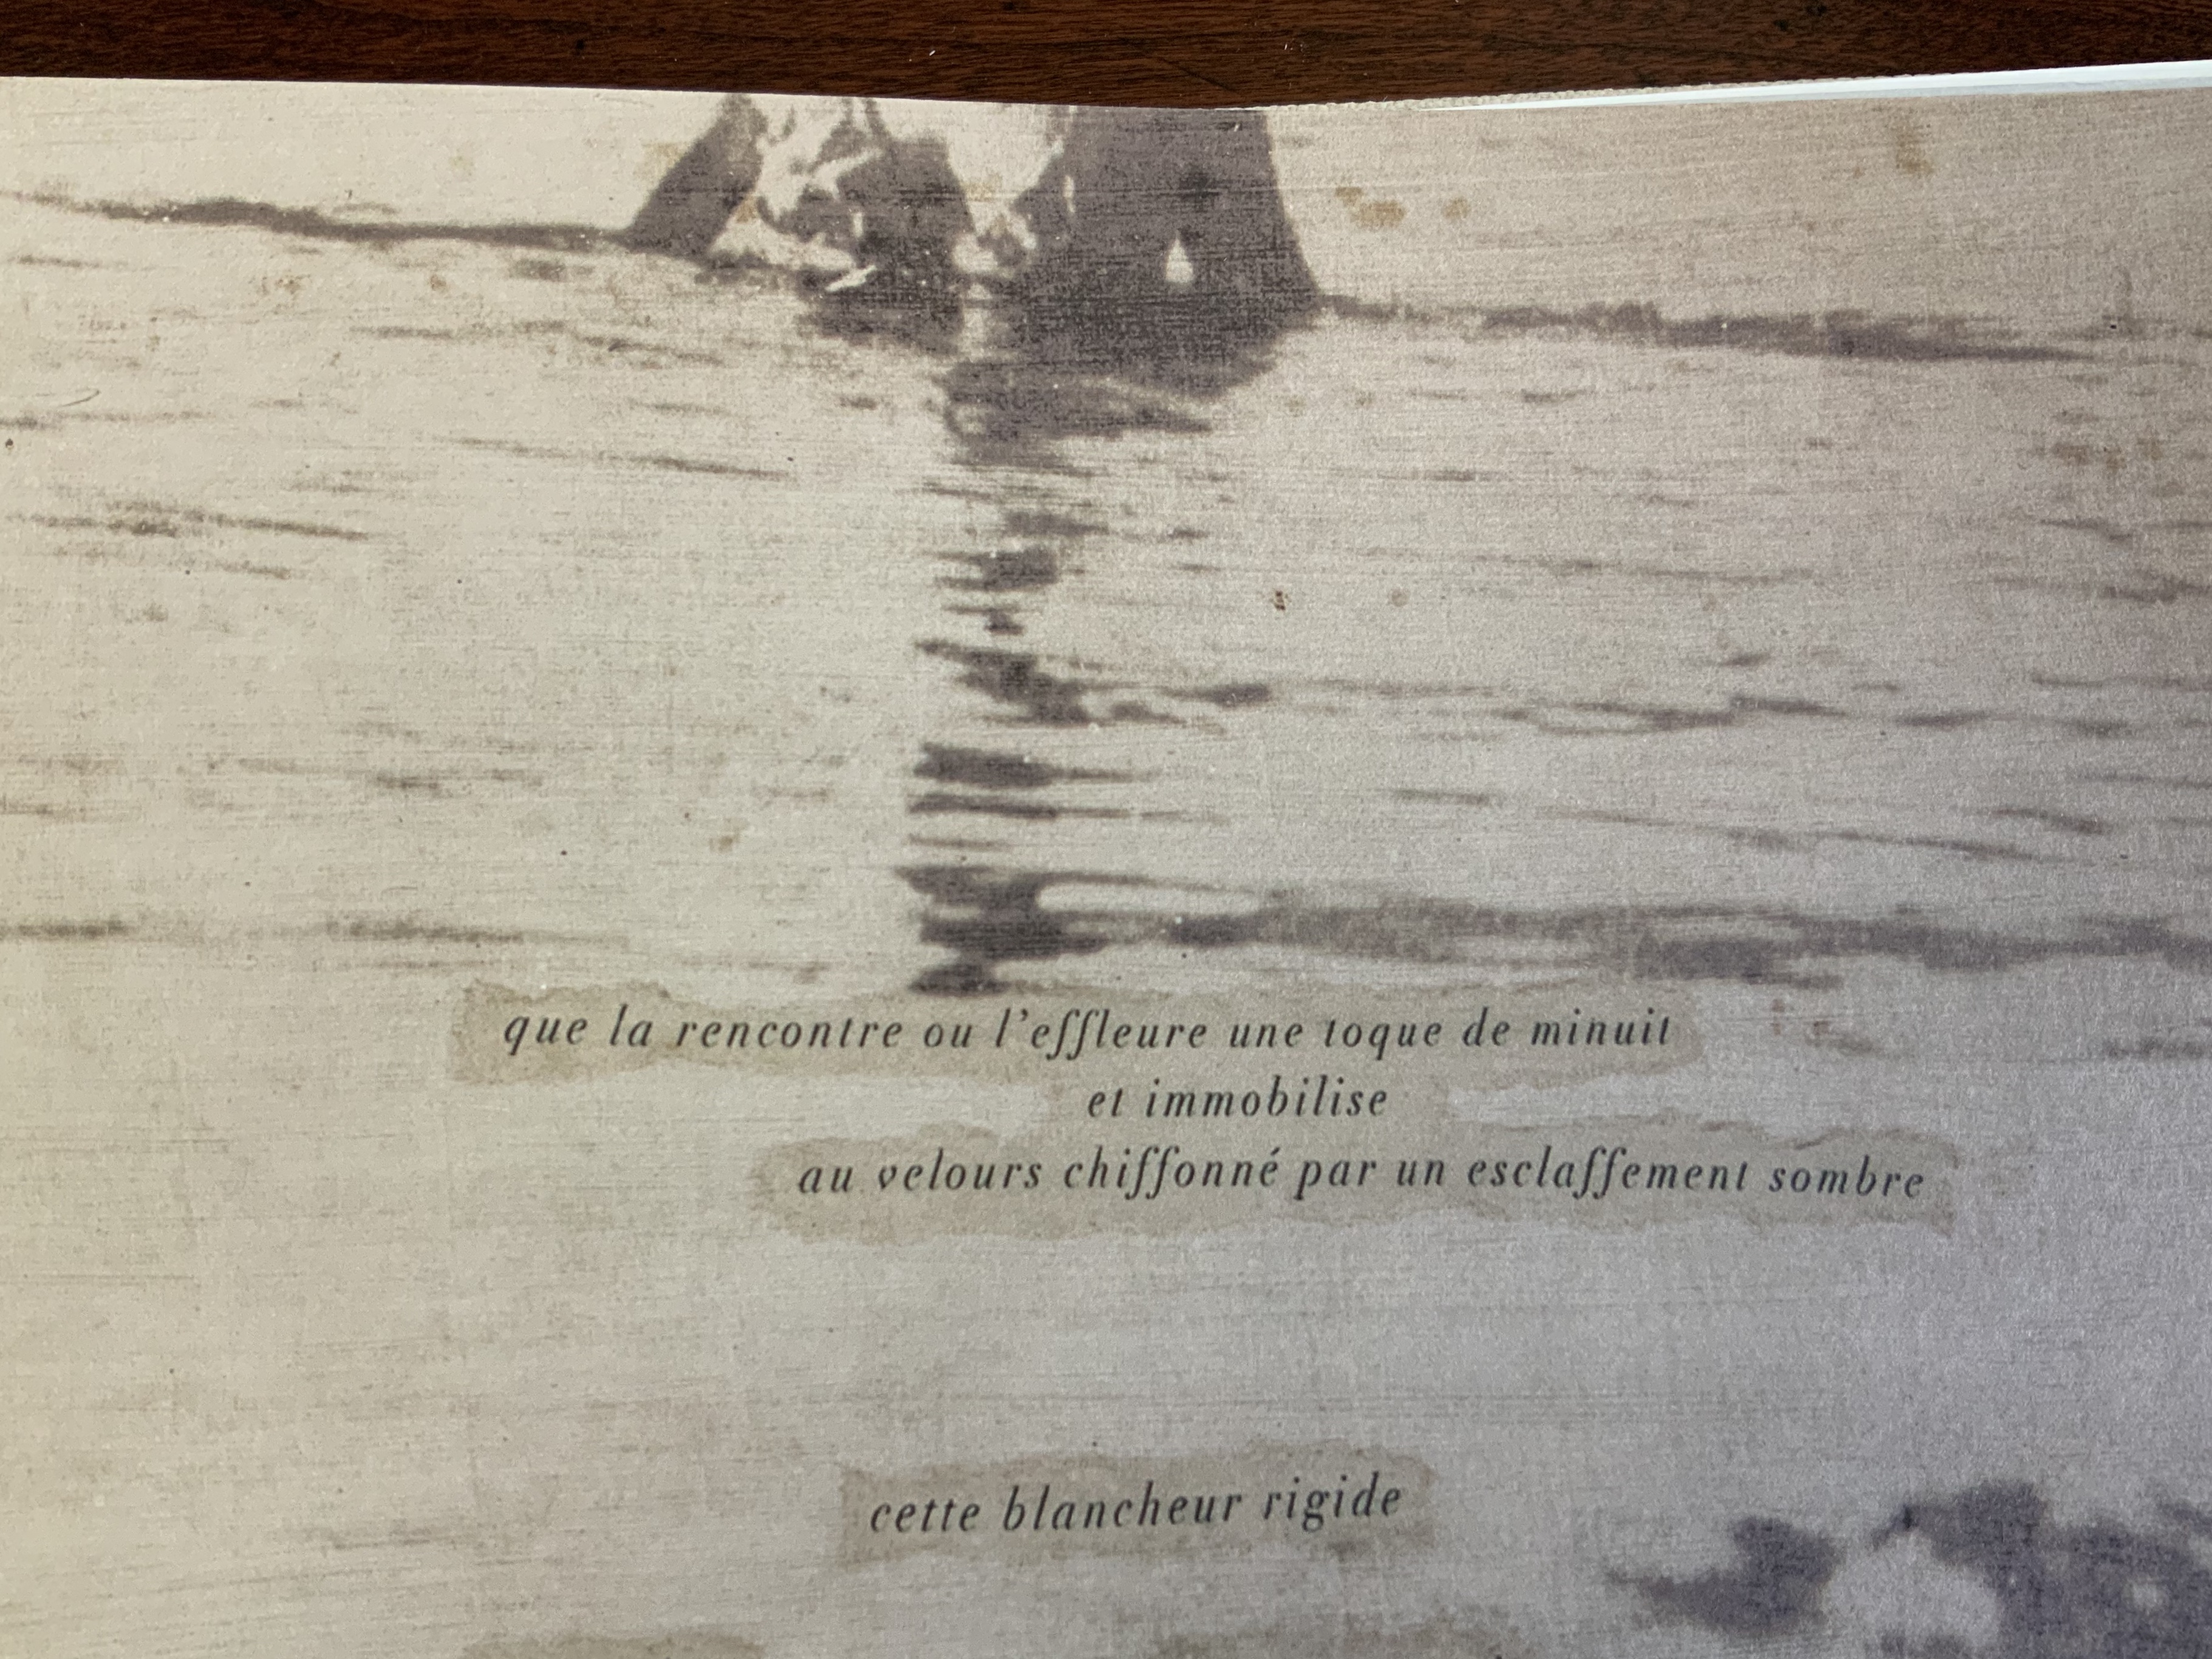 que la rencontre ou l'effleure une toque de minuit
et immobilise
au velours chiffonné par un esclaffement sombre
cette blancheur rigide